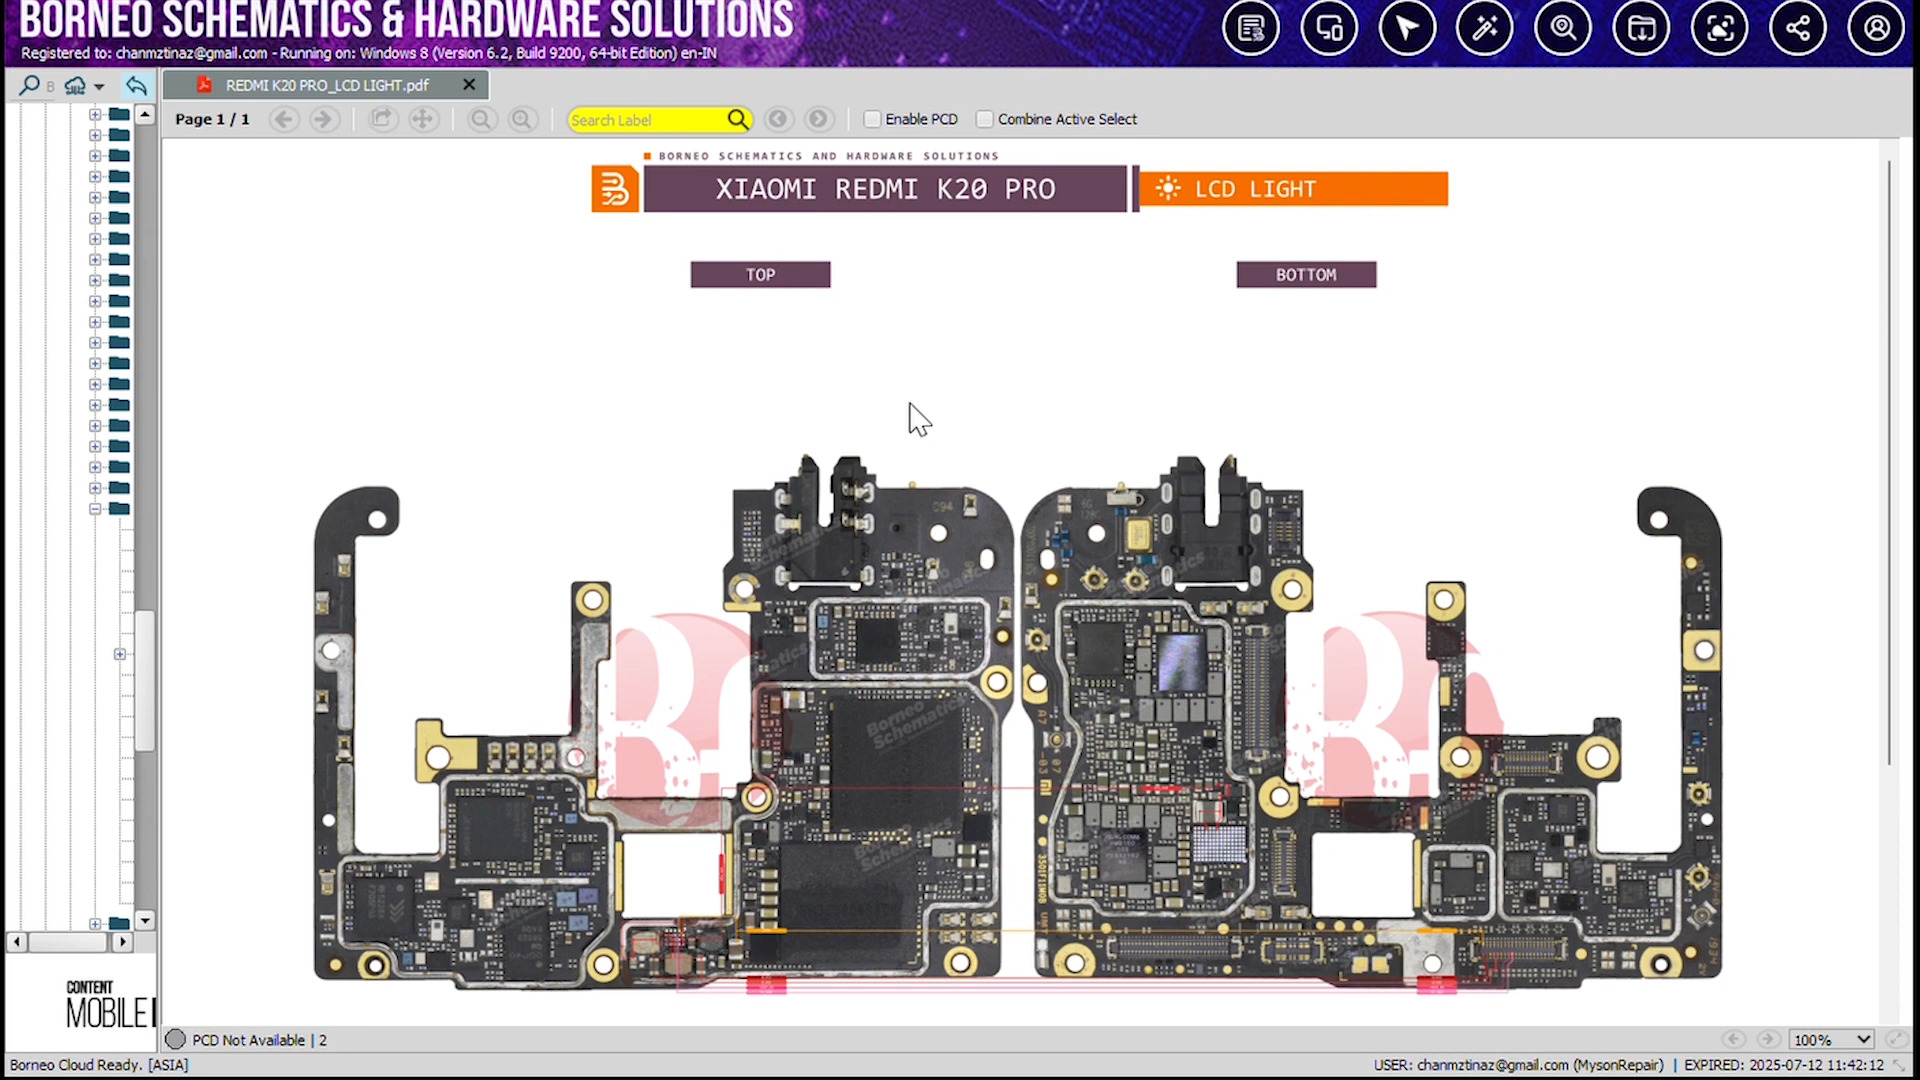 BORNEO SCHEMATICS & HARDWARE SOLUTIONS
Registered to: chanmztinaz@gmail.com - Running on: Windows 8 (Version 6.2, Build 9200, 64-bit Edition) en-IN
B
REDMI K20 PRO_LCD LIGHT.pdf
Page 1 / 1
Search Label
Enable PCD
Combine Active Select
BORNEO SCHEMATICS AND HARDWARE SOLUTIONS
XIAOMI REDMI K20 PRO
LCD LIGHT
TOP
BOTTOM
Borneo
Schematics
CONTENT
MOBILE
PCD Not Available | 2
100%
Borneo Cloud Ready. [ASIA]
USER: chanmztinaz@gmail.com (MysonRepair) | EXPIRED: 2025-07-12 11:42:12